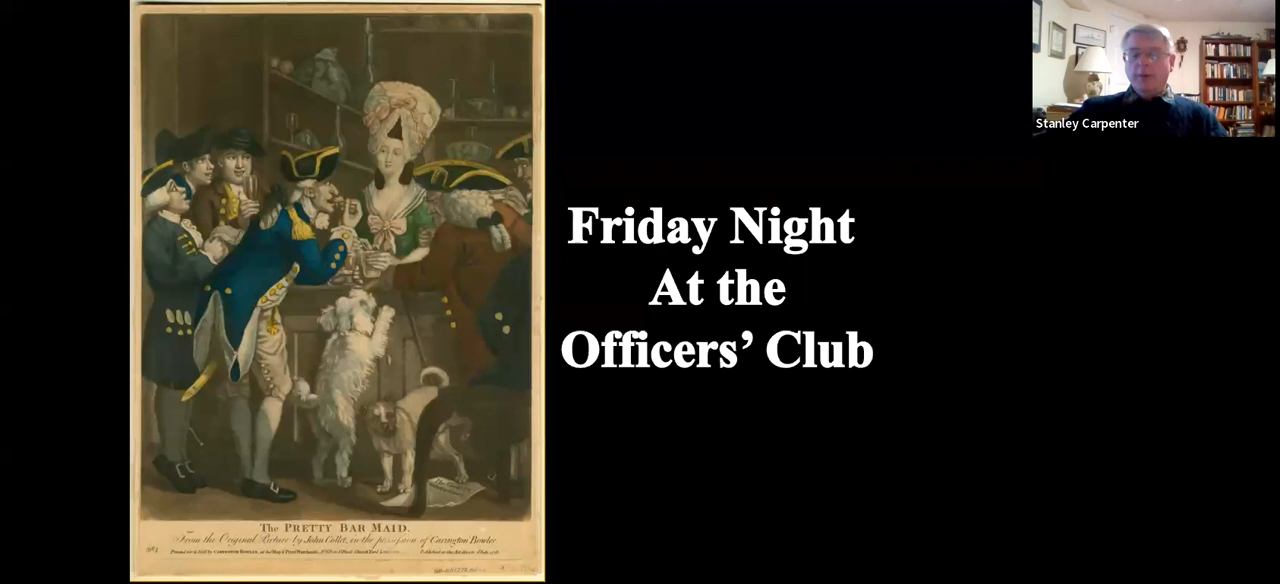 Stanley Carpenter
Friday Night
At the
Officers’ Club
The PRETTY BAR MAID.
From the Original Picture by John Collet, in the possession of Carington Bowles